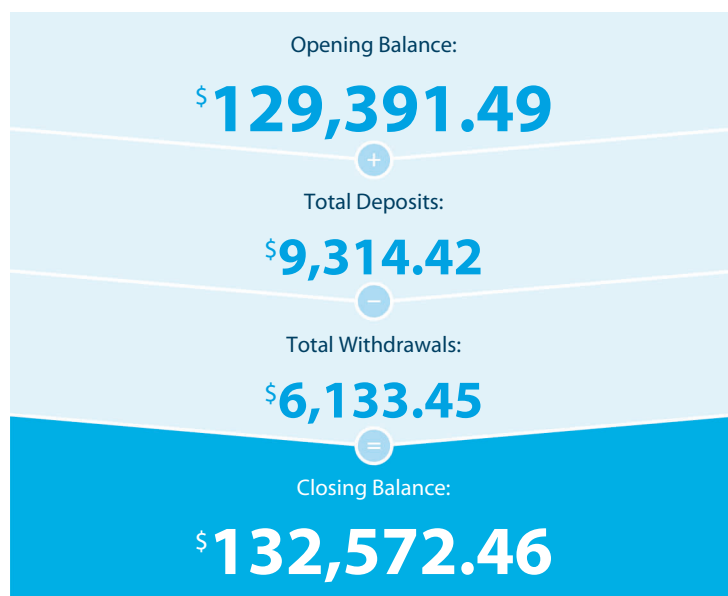 Opening Balance:
$129,391.49
+
Total Deposits:
$9,314.42
−
Total Withdrawals:
$6,133.45
=
Closing Balance:
$132,572.46